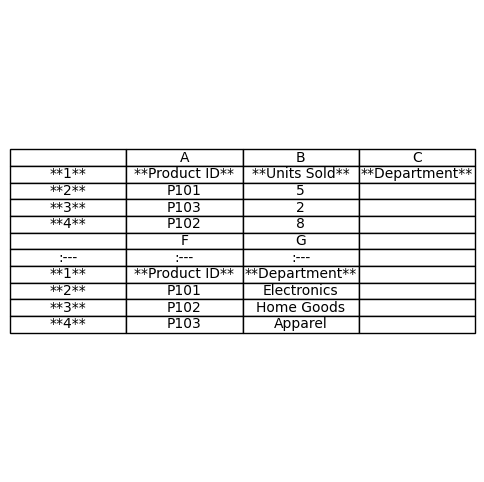 A B C
**1** **Product ID** **Units Sold** **Department**
**2** P101 5
**3** P103 2
**4** P102 8
F G
:--- :--- :---
**1** **Product ID** **Department**
**2** P101 Electronics
**3** P102 Home Goods
**4** P103 Apparel